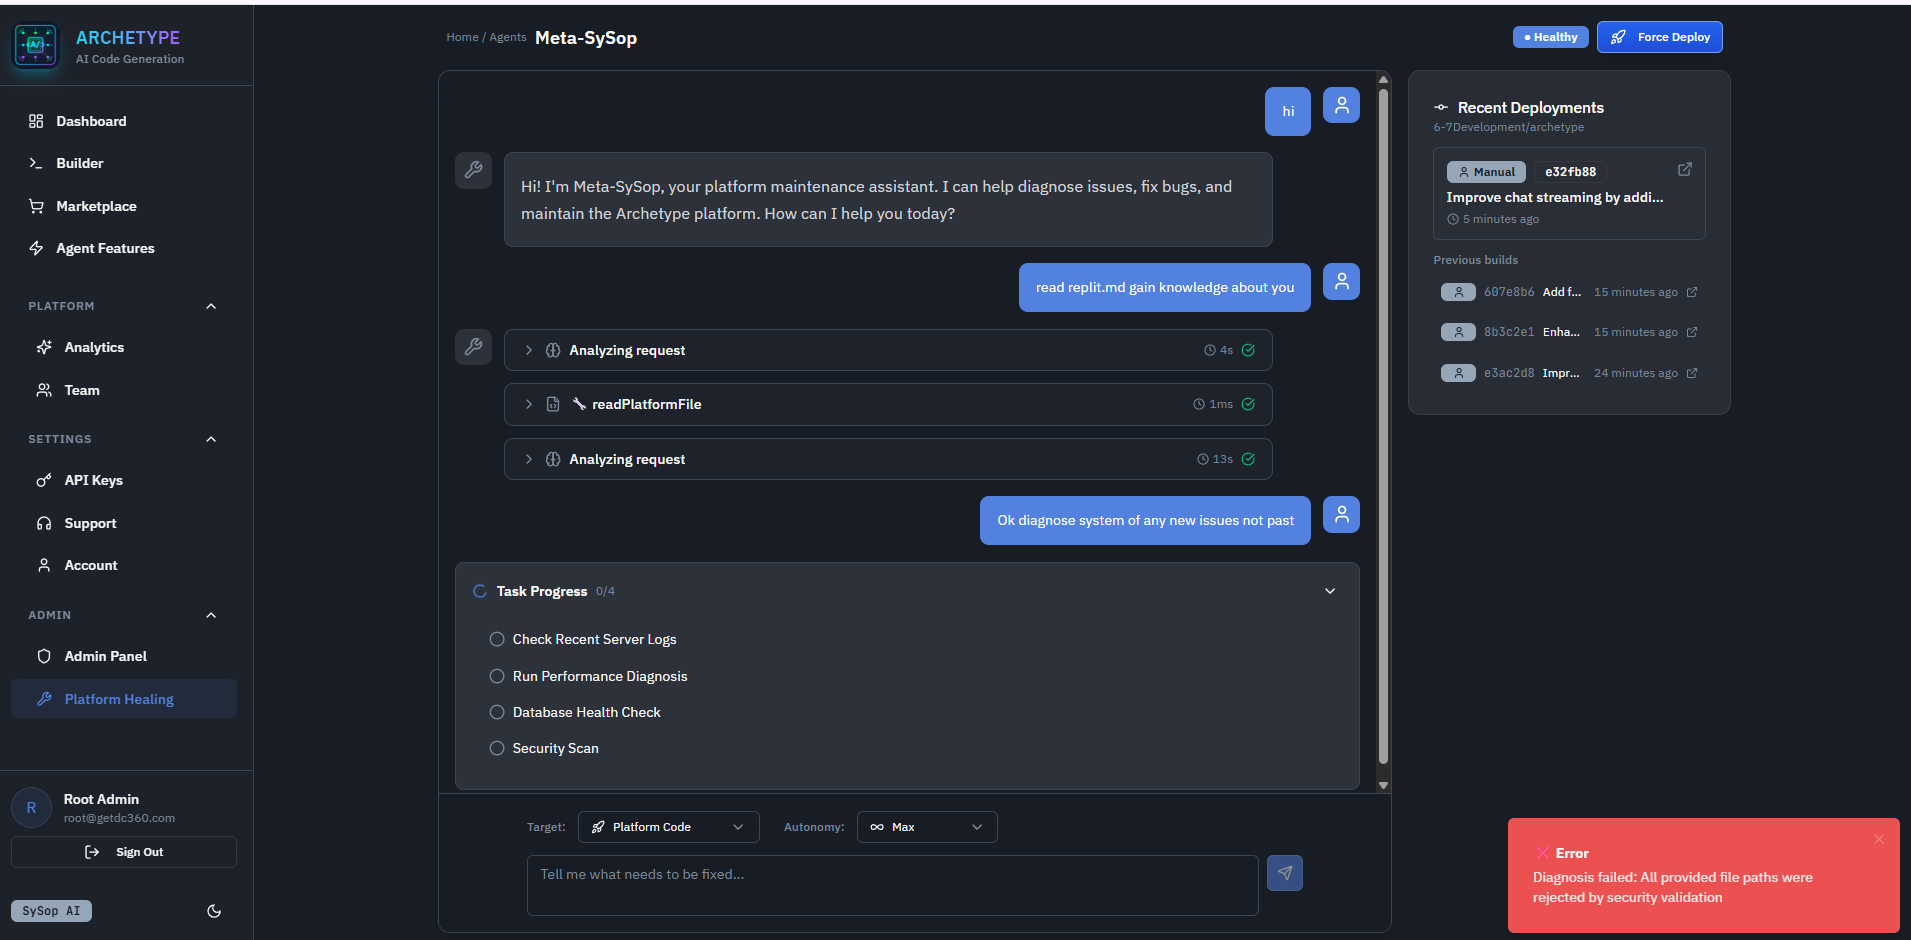 ARCHETYPE
AI Code Generation
Dashboard
Builder
Marketplace
Agent Features
PLATFORM
Analytics
Team
SETTINGS
API Keys
Support
Account
ADMIN
Admin Panel
Platform Healing
R
Root Admin
root@getdc360.com
Sign Out
SySop AI
Home / Agents Meta-SySop
Healthy
Force Deploy
hi
Hi! I'm Meta-SySop, your platform maintenance assistant. I can help diagnose issues, fix bugs, and
maintain the Archetype platform. How can I help you today?
read replit.md gain knowledge about you
Analyzing request 4s
readPlatformFile 1ms
Analyzing request 13s
Ok diagnose system of any new issues not past
Task Progress 0/4
Check Recent Server Logs
Run Performance Diagnosis
Database Health Check
Security Scan
Target: Platform Code Autonomy: Max
Tell me what needs to be fixed...
Recent Deployments
6-7Development/archetype
Manual e32fb88
Improve chat streaming by addi...
5 minutes ago
Previous builds
607e8b6 Add f... 15 minutes ago
8b3c2e1 Enha... 15 minutes ago
e3ac2d8 Impr... 24 minutes ago
Error
Diagnosis failed: All provided file paths were
rejected by security validation